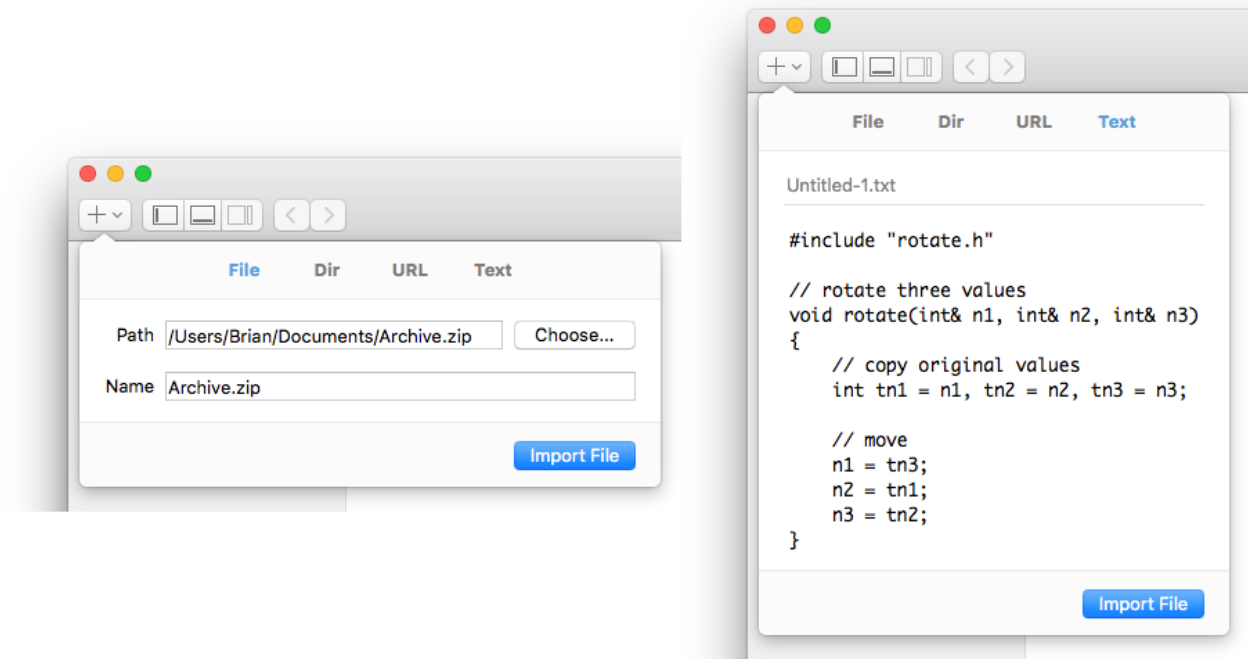 File Dir URL Text
Path /Users/Brian/Documents/Archive.zip Choose...
Name Archive.zip
Import File
File Dir URL Text
Untitled-1.txt
#include "rotate.h"
// rotate three values
void rotate(int& n1, int& n2, int& n3)
{
    // copy original values
    int tn1 = n1, tn2 = n2, tn3 = n3;
    // move
    n1 = tn3;
    n2 = tn1;
    n3 = tn2;
}
Import File